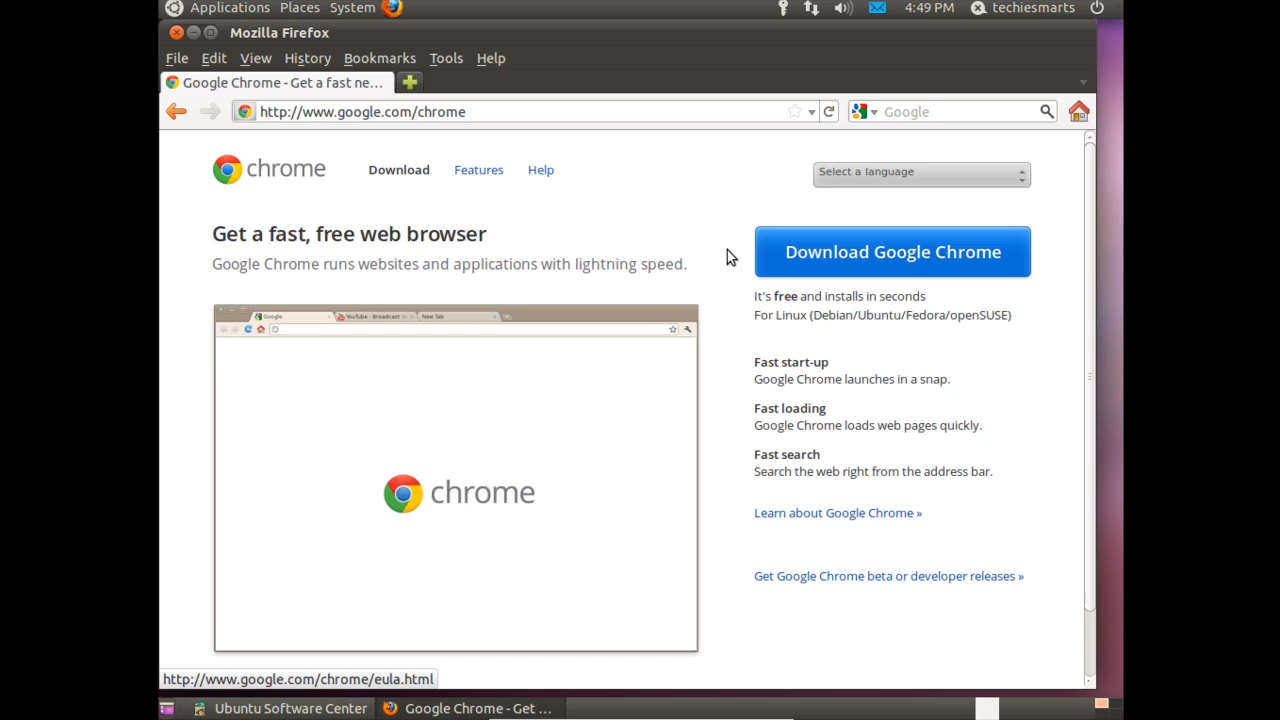 Applications Places System 4:49 PM techiesmarts
Mozilla Firefox
File Edit View History Bookmarks Tools Help
Google Chrome - Get a fast ne...
http://www.google.com/chrome Google
chrome Download Features Help Select a language
Get a fast, free web browser
Google Chrome runs websites and applications with lightning speed.
Download Google Chrome
It's free and installs in seconds
For Linux (Debian/Ubuntu/Fedora/openSUSE)
Google YouTube - Broadcast New Tab
chrome
Fast start-up
Google Chrome launches in a snap.
Fast loading
Google Chrome loads web pages quickly.
Fast search
Search the web right from the address bar.
Learn about Google Chrome »
Get Google Chrome beta or developer releases »
http://www.google.com/chrome/eula.html
Ubuntu Software Center Google Chrome - Get ...